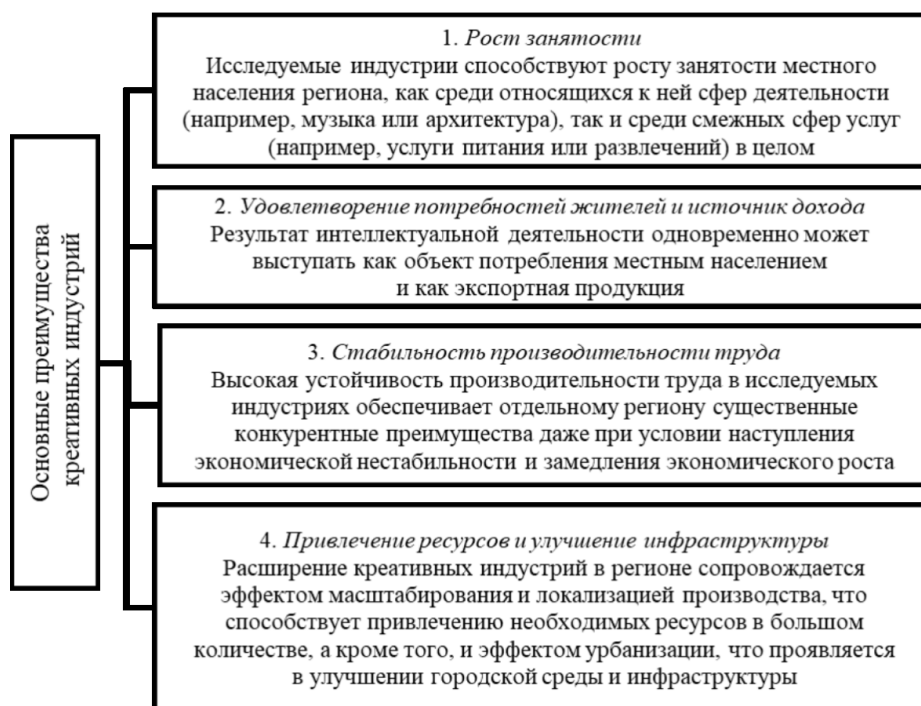 Основные преимущества
креативных индустрий
1. Рост занятости
Исследуемые индустрии способствуют росту занятости местного
населения региона, как среди относящихся к ней сфер деятельности
(например, музыка или архитектура), так и среди смежных сфер услуг
(например, услуги питания или развлечений) в целом
2. Удовлетворение потребностей жителей и источник дохода
Результат интеллектуальной деятельности одновременно может
выступать как объект потребления местным населением
и как экспортная продукция
3. Стабильность производительности труда
Высокая устойчивость производительности труда в исследуемых
индустриях обеспечивает отдельному региону существенные
конкурентные преимущества даже при условии наступления
экономической нестабильности и замедления экономического роста
4. Привлечение ресурсов и улучшение инфраструктуры
Расширение креативных индустрий в регионе сопровождается
эффектом масштабирования и локализацией производства, что
способствует привлечению необходимых ресурсов в большом
количестве, а кроме того, и эффектом урбанизации, что проявляется
в улучшении городской среды и инфраструктуры